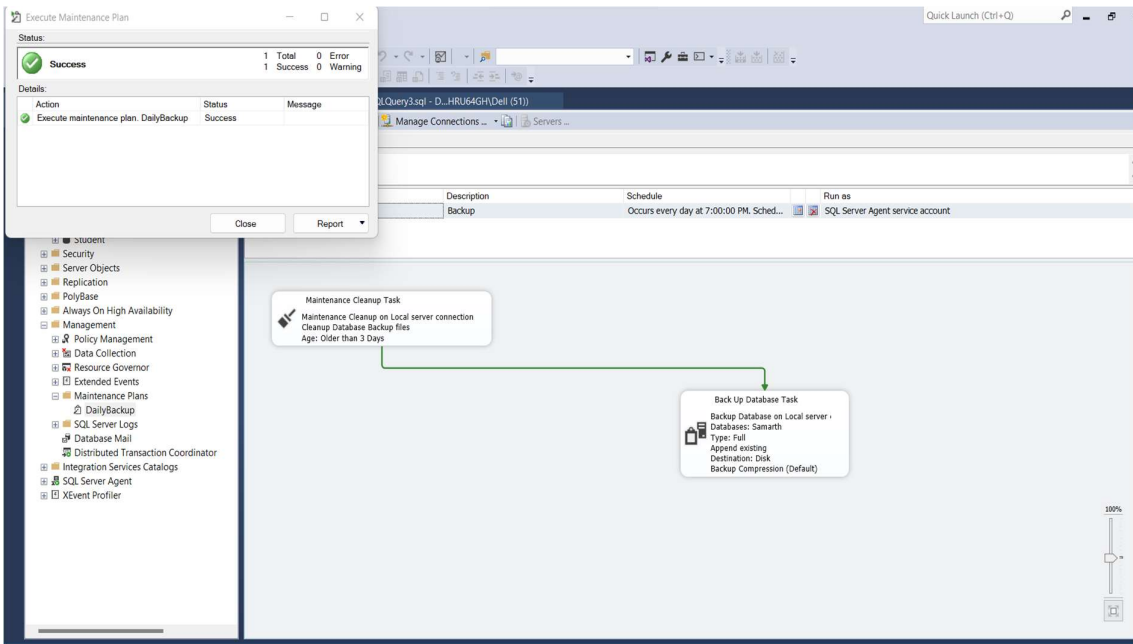 Execute Maintenance Plan
Quick Launch (Ctrl+Q)
Status:
Success
1 Total 0 Error
1 Success 0 Warning
Details:
Action Status Message
Execute maintenance plan. DailyBackup Success
Close Report
LQuery3.sql - D...HRU64GH\Dell (51))
Manage Connections ... Servers ...
Description Schedule Run as
Backup Occurs every day at 7:00:00 PM. Sched... SQL Server Agent service account
Student
Security
Server Objects
Replication
PolyBase
Always On High Availability
Management
Policy Management
Data Collection
Resource Governor
Extended Events
Maintenance Plans
DailyBackup
SQL Server Logs
Database Mail
Distributed Transaction Coordinator
Integration Services Catalogs
SQL Server Agent
XEvent Profiler
Maintenance Cleanup Task
Maintenance Cleanup on Local server connection
Cleanup Database Backup files
Age: Older than 3 Days
Back Up Database Task
Backup Database on Local server
Databases: Samarth
Type: Full
Append existing
Destination: Disk
Backup Compression (Default)
100%